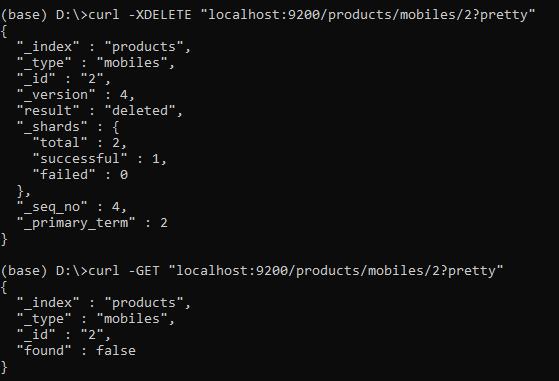 (base) D:\>curl -XDELETE "localhost:9200/products/mobiles/2?pretty"
{
  "_index" : "products",
  "_type" : "mobiles",
  "_id" : "2",
  "_version" : 4,
  "result" : "deleted",
  "_shards" : {
    "total" : 2,
    "successful" : 1,
    "failed" : 0
  },
  "_seq_no" : 4,
  "_primary_term" : 2
}
(base) D:\>curl -GET "localhost:9200/products/mobiles/2?pretty"
{
  "_index" : "products",
  "_type" : "mobiles",
  "_id" : "2",
  "found" : false
}